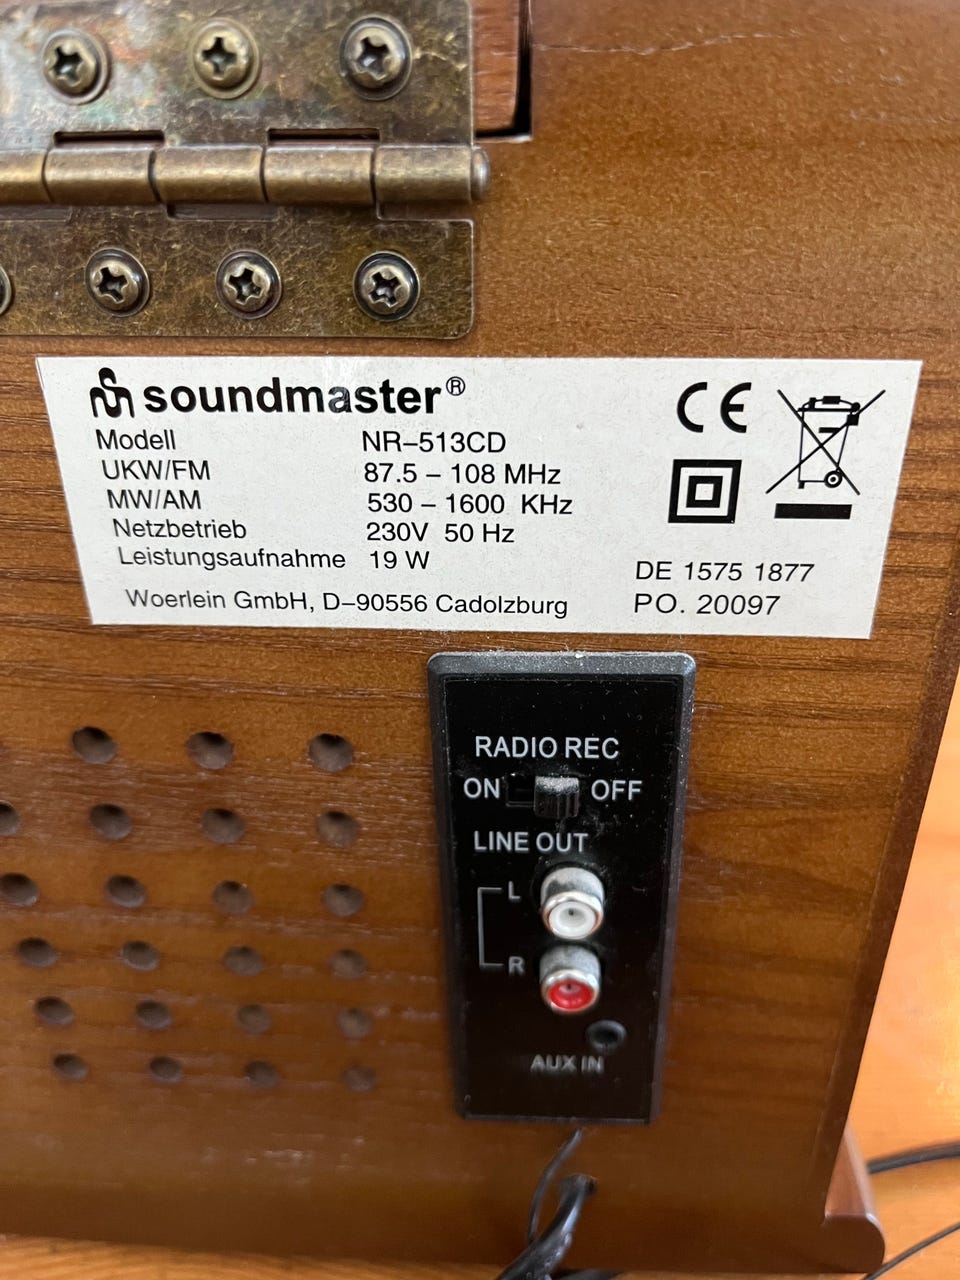 soundmaster®
Modell NR-513CD
UKW/FM 87.5 - 108 MHz
MW/AM 530 - 1600 KHz
Netzbetrieb 230V 50 Hz
Leistungsaufnahme 19 W
Woerlein GmbH, D-90556 Cadolzburg
CE
DE 1575 1877
PO. 20097
RADIO REC
ON OFF
LINE OUT
L
R
AUX IN